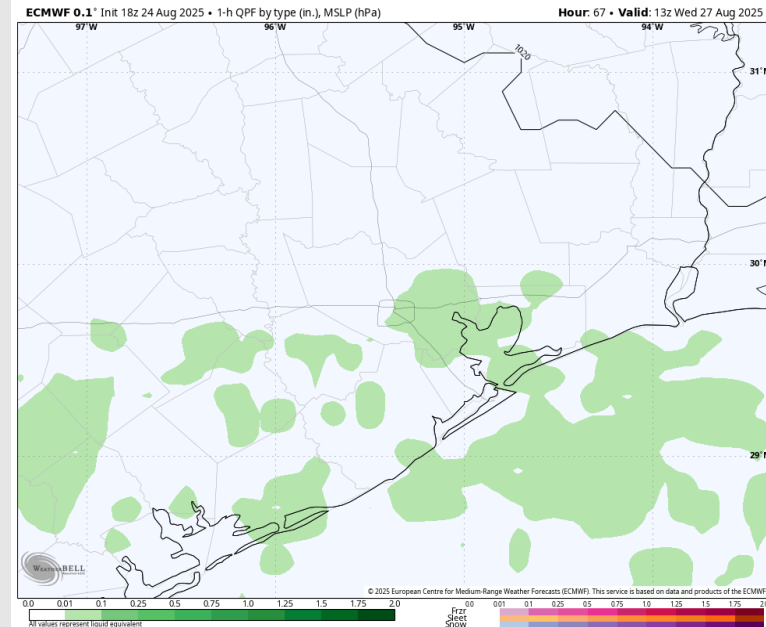 ECMWF 0.1° Init 18z 24 Aug 2025 • 1-h QPF by type (in.), MSLP (hPa)
Hour: 67 • Valid: 13z Wed 27 Aug 2025
97°W 96°W 95°W 94°W
1020
31°N
30°N
29°N
WEATHERBELL
© 2025 European Centre for Medium-Range Weather Forecasts (ECMWF). This service is based on data and products of the ECMWF
0.0 0.01 0.1 0.25 0.5 0.75 1.0 1.25 1.5 1.75 2.0
0.0 .001 0.1 0.25 0.5 0.75 1.0 1.25 1.5 1.75 2.0
Frzr
Sleet
Snow
All values represent liquid equivalent